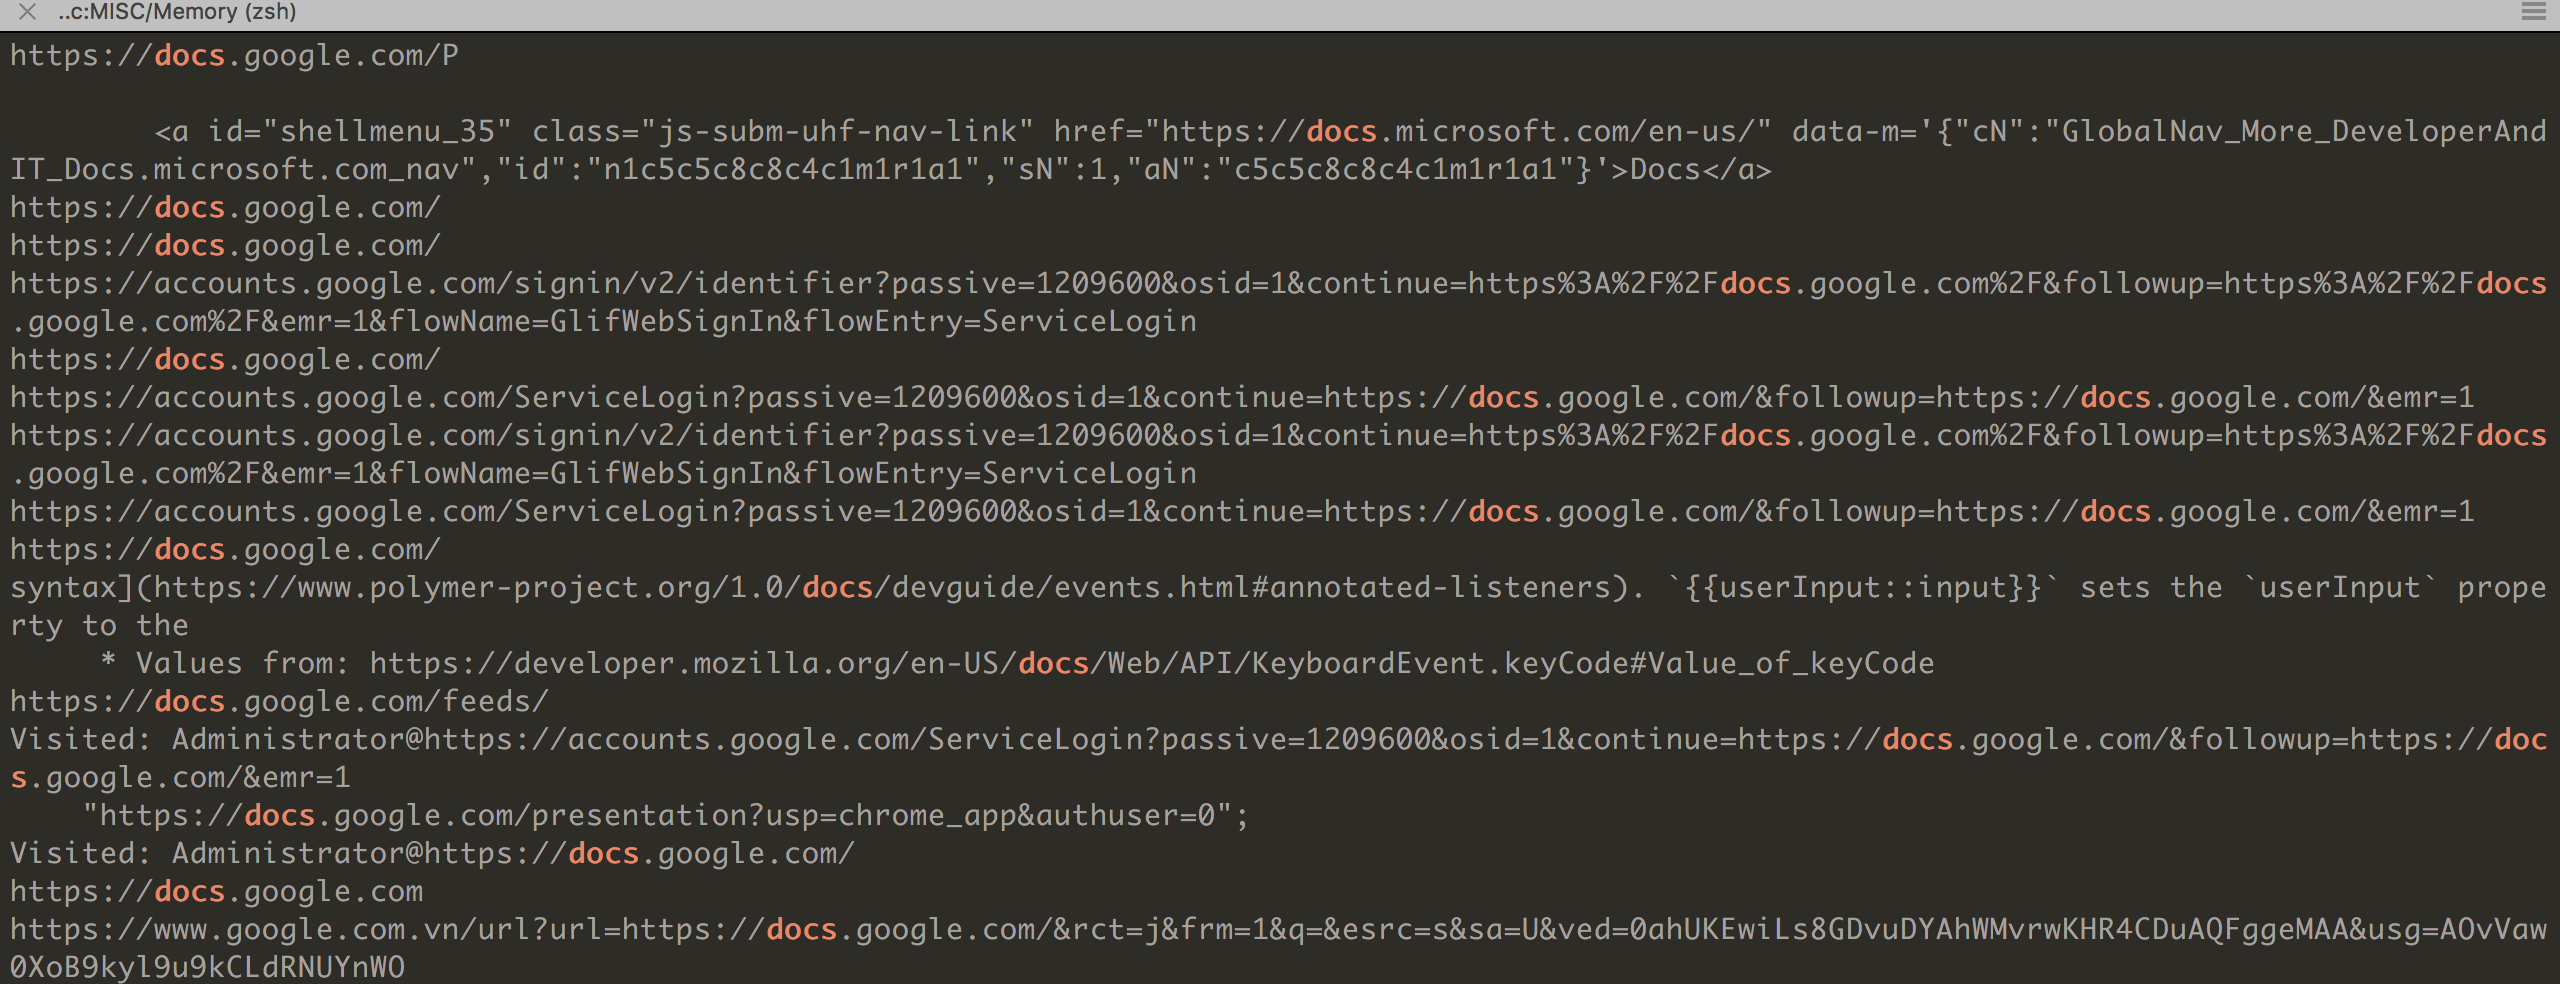 ..c:MISC/Memory (zsh)
https://docs.google.com/P
<a id="shellmenu_35" class="js-subm-uhf-nav-link" href="https://docs.microsoft.com/en-us/" data-m='{"cN":"GlobalNav_More_DeveloperAnd
IT_Docs.microsoft.com_nav","id":"n1c5c5c8c8c4c1m1r1a1","sN":1,"aN":"c5c5c8c8c4c1m1r1a1"}'>Docs</a>
https://docs.google.com/
https://docs.google.com/
https://accounts.google.com/signin/v2/identifier?passive=1209600&osid=1&continue=https%3A%2F%2Fdocs.google.com%2F&followup=https%3A%2F%2Fdocs
.google.com%2F&emr=1&flowName=GlifWebSignIn&flowEntry=ServiceLogin
https://docs.google.com/
https://accounts.google.com/ServiceLogin?passive=1209600&osid=1&continue=https://docs.google.com/&followup=https://docs.google.com/&emr=1
https://accounts.google.com/signin/v2/identifier?passive=1209600&osid=1&continue=https%3A%2F%2Fdocs.google.com%2F&followup=https%3A%2F%2Fdocs
.google.com%2F&emr=1&flowName=GlifWebSignIn&flowEntry=ServiceLogin
https://accounts.google.com/ServiceLogin?passive=1209600&osid=1&continue=https://docs.google.com/&followup=https://docs.google.com/&emr=1
https://docs.google.com/
syntax](https://www.polymer-project.org/1.0/docs/devguide/events.html#annotated-listeners). `{{userInput::input}}` sets the `userInput` prope
rty to the
* Values from: https://developer.mozilla.org/en-US/docs/Web/API/KeyboardEvent.keyCode#Value_of_keyCode
https://docs.google.com/feeds/
Visited: Administrator@https://accounts.google.com/ServiceLogin?passive=1209600&osid=1&continue=https://docs.google.com/&followup=https://doc
s.google.com/&emr=1
"https://docs.google.com/presentation?usp=chrome_app&authuser=0";
Visited: Administrator@https://docs.google.com/
https://docs.google.com
https://www.google.com.vn/url?url=https://docs.google.com/&rct=j&frm=1&q=&esrc=s&sa=U&ved=0ahUKEwiLs8GDvuDYAhWMvrwKHR4CDuAQFggeMAA&usg=AOvVaw
0XoB9kyl9u9kCLdRNUYnWO